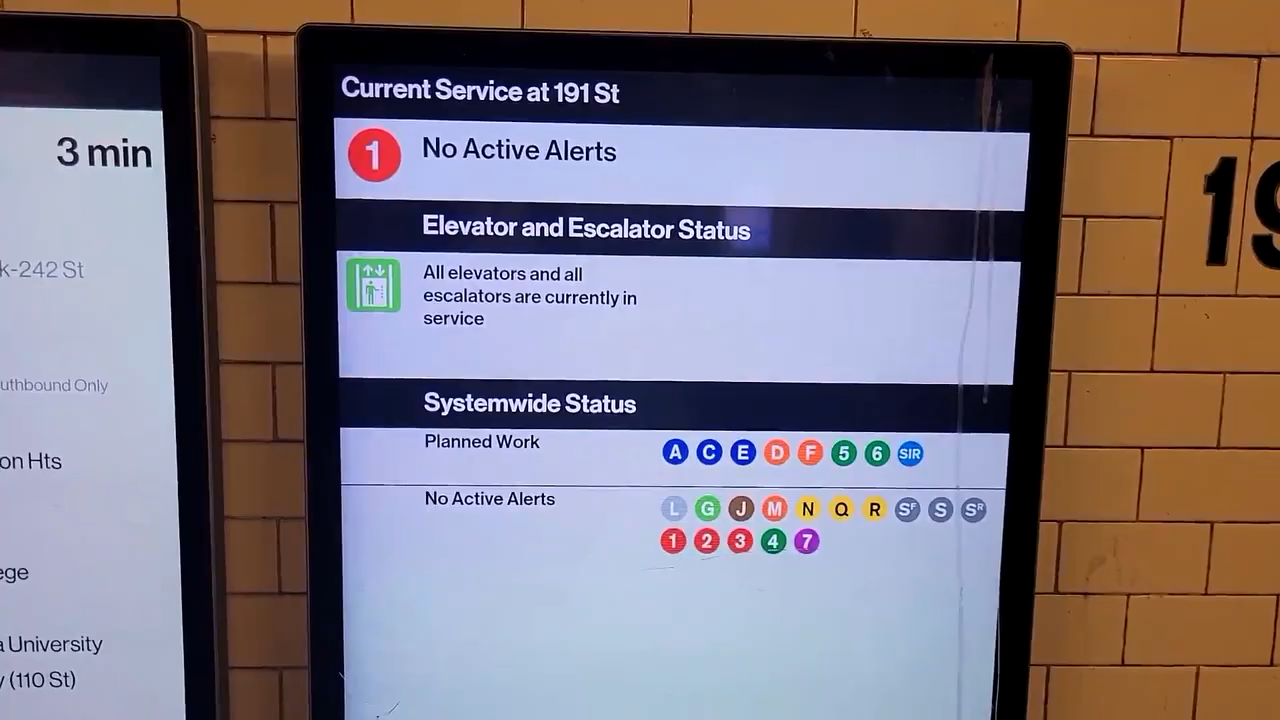 3 min
k-242 St
uthbound Only
on Hts
ege
a University
y (110 St)
Current Service at 191 St
1 No Active Alerts
Elevator and Escalator Status
All elevators and all
escalators are currently in
service
Systemwide Status
Planned Work A C E D F 5 6 SIR
No Active Alerts L G J M N Q R SF S SR
1 2 3 4 7
19